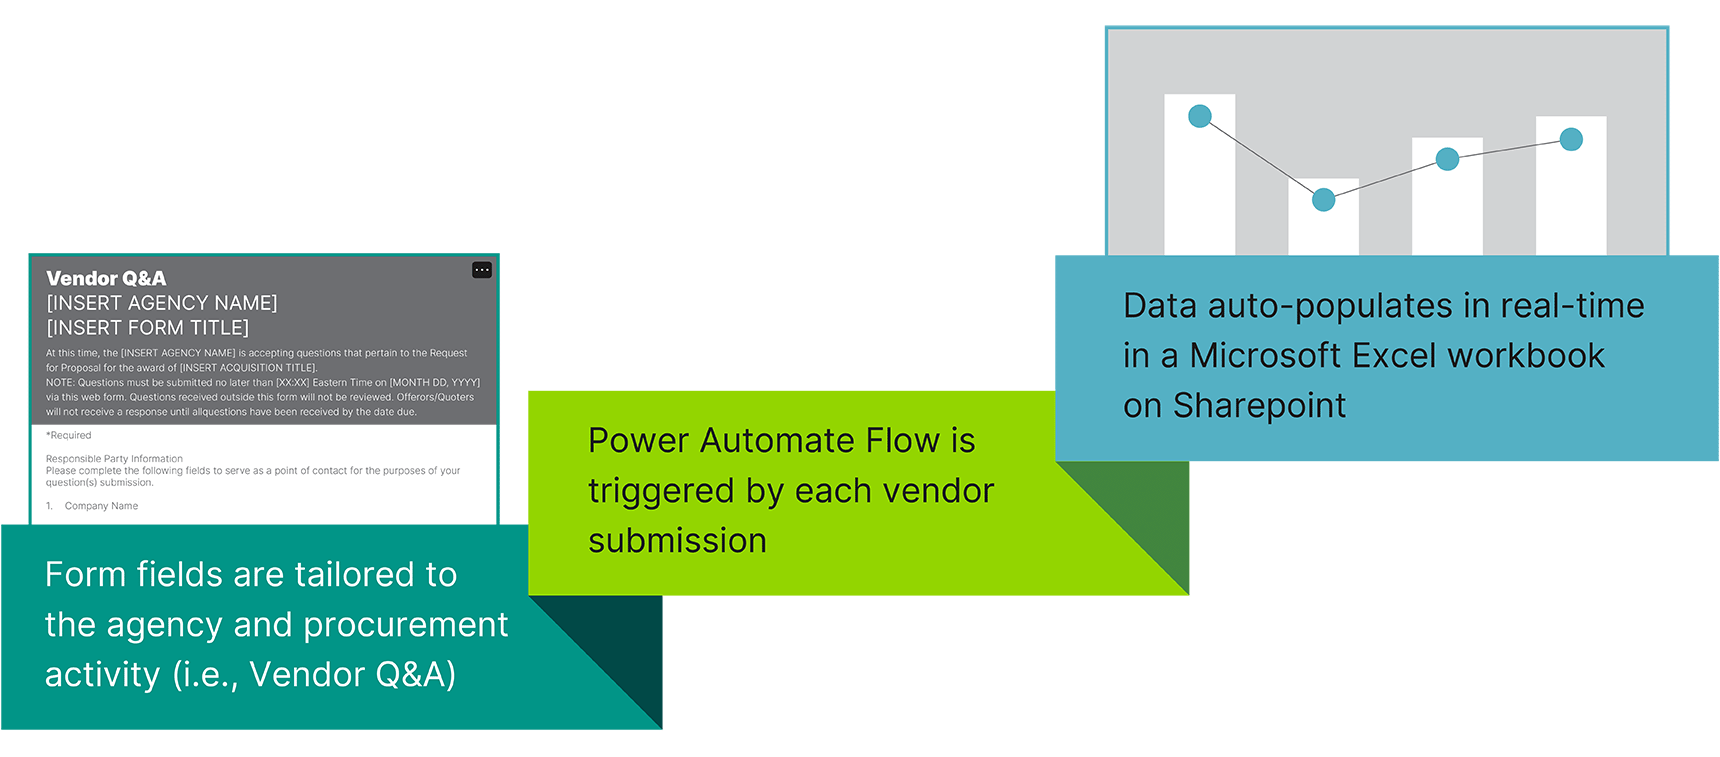 Vendor Q&A
[INSERT AGENCY NAME]
[INSERT FORM TITLE]
At this time, the [INSERT AGENCY NAME] is accepting questions that pertain to the Request
for Proposal for the award of [INSERT ACQUISITION TITLE].
NOTE: Questions must be submitted no later than [XX:XX] Eastern Time on [MONTH DD, YYYY]
via this web form. Questions received outside this form will not be reviewed. Offerors/Quoters
will not receive a response until allquestions have been received by the date due.
*Required
Responsible Party Information
Please complete the following fields to serve as a point of contact for the purposes of your
question(s) submission.
1. Company Name
Form fields are tailored to
the agency and procurement
activity (i.e., Vendor Q&A)
Power Automate Flow is
triggered by each vendor
submission
Data auto-populates in real-time
in a Microsoft Excel workbook
on Sharepoint